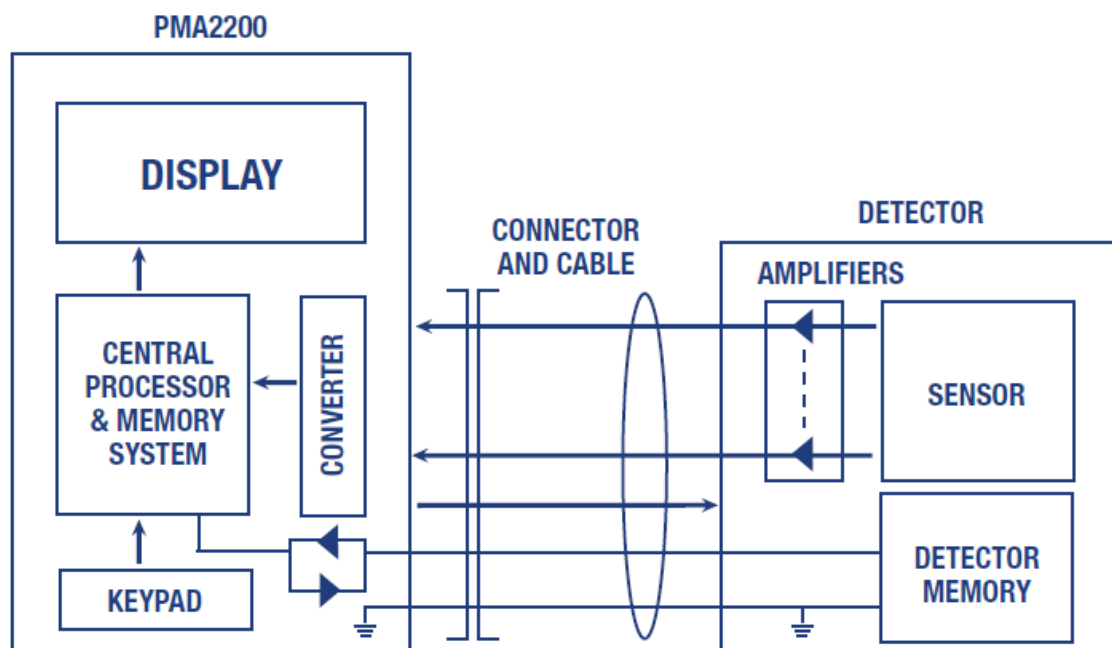 PMA2200
DISPLAY
CENTRAL
PROCESSOR
& MEMORY
SYSTEM
CONVERTER
KEYPAD
CONNECTOR
AND CABLE
DETECTOR
AMPLIFIERS
SENSOR
DETECTOR
MEMORY